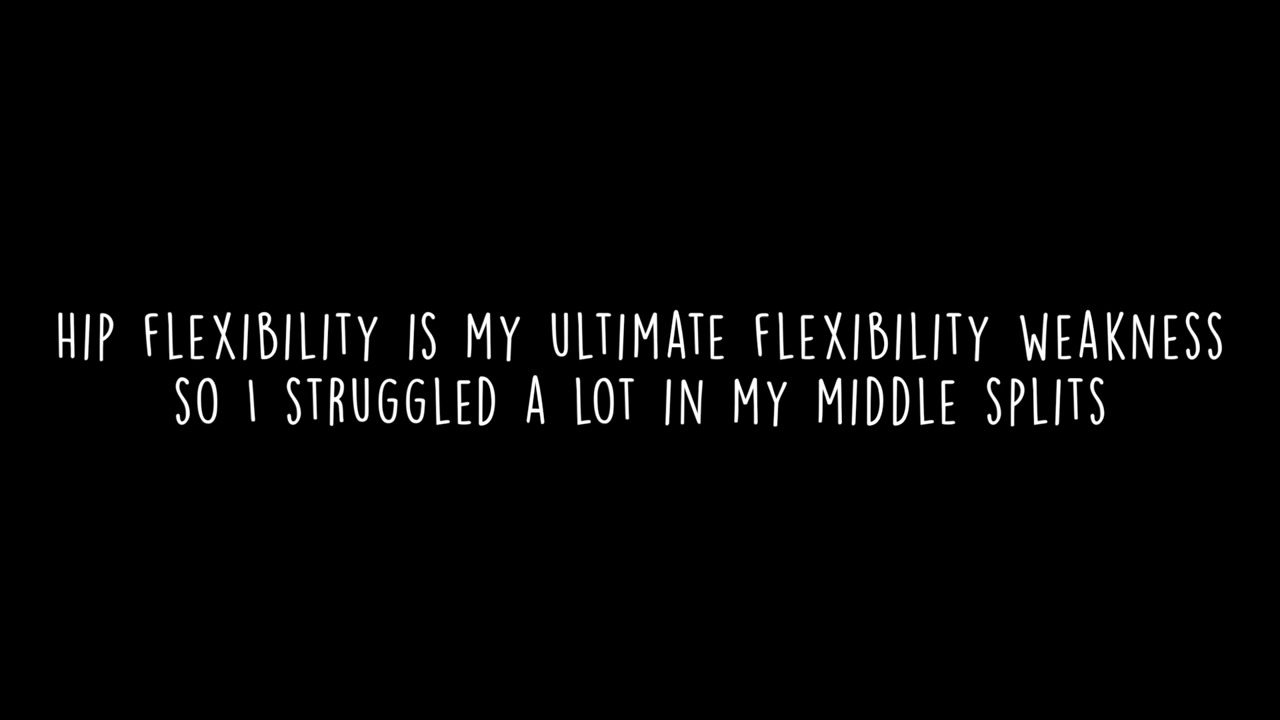 HIP FLEXIBILITY IS MY ULTIMATE FLEXIBILITY WEAKNESS
SO I STRUGGLED A LOT IN MY MIDDLE SPLITS